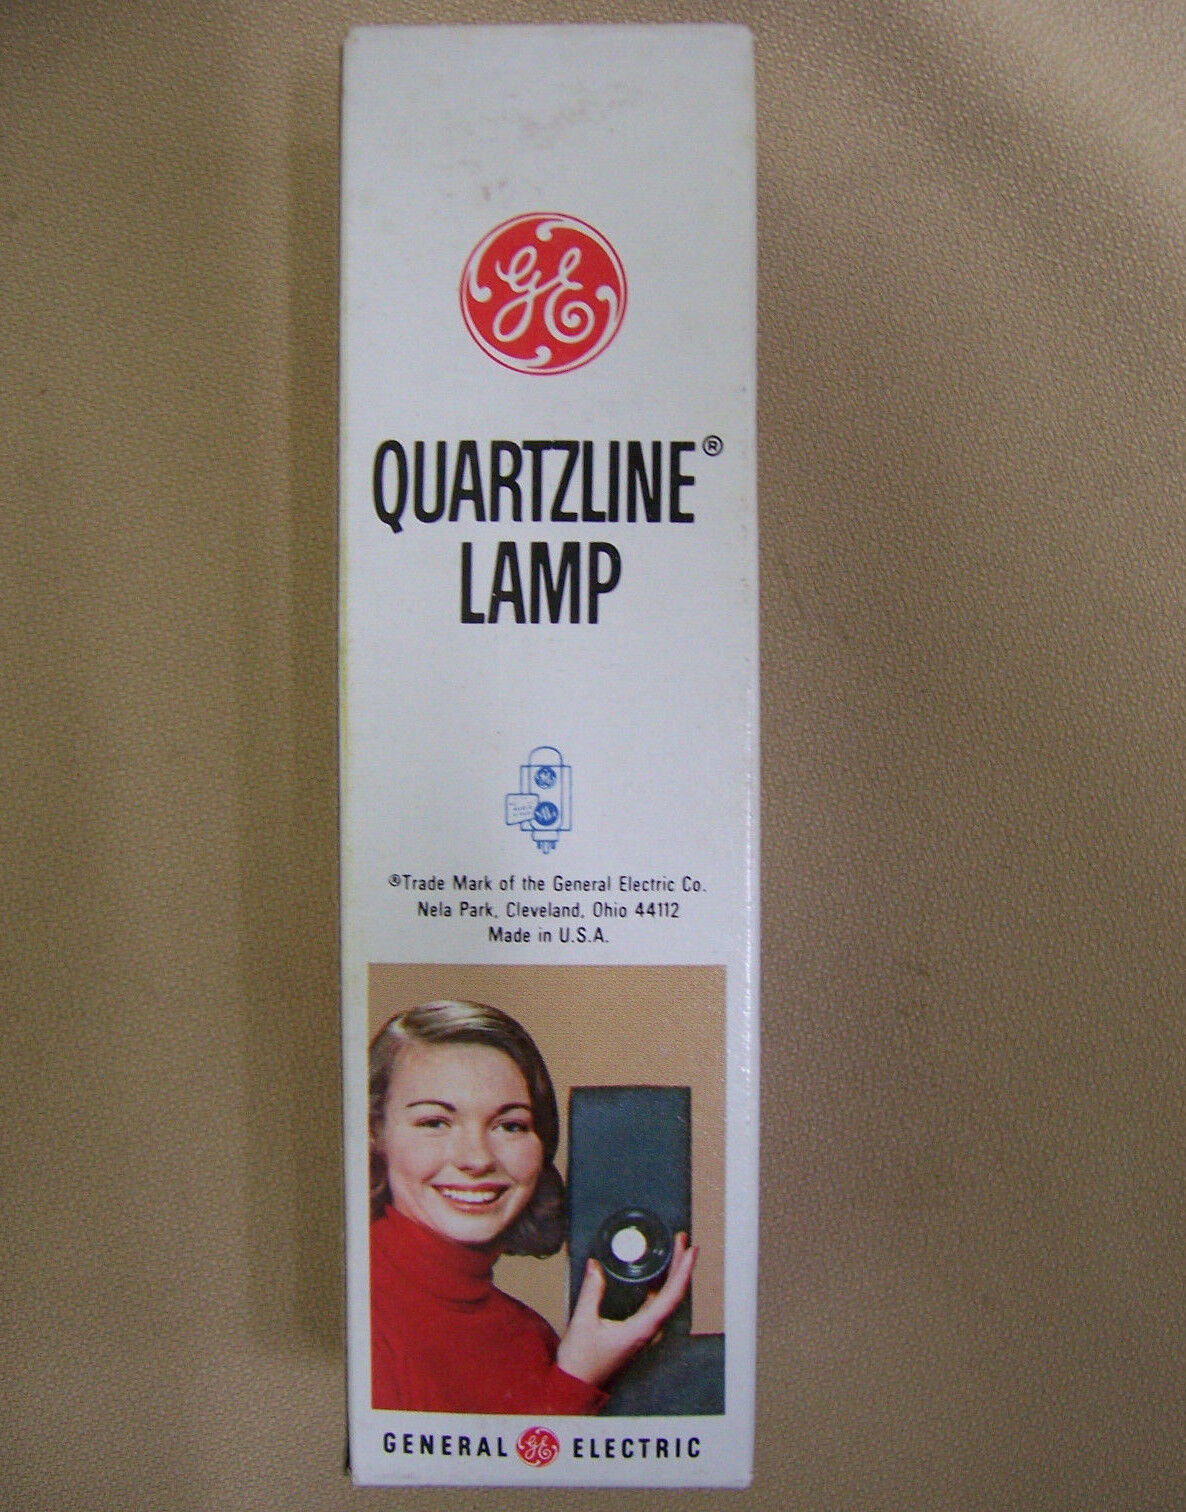 GE
QUARTZLINE®
LAMP
®Trade Mark of the General Electric Co.
Nela Park, Cleveland, Ohio 44112
Made in U.S.A.
GENERAL GE ELECTRIC